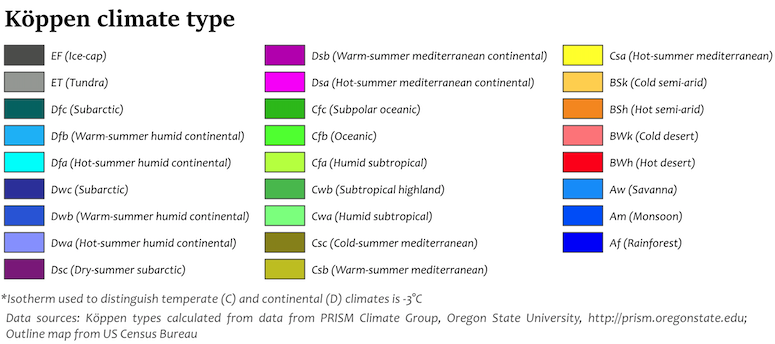 Köppen climate type
EF (Ice-cap)
ET (Tundra)
Dfc (Subarctic)
Dfb (Warm-summer humid continental)
Dfa (Hot-summer humid continental)
Dwc (Subarctic)
Dwb (Warm-summer humid continental)
Dwa (Hot-summer humid continental)
Dsc (Dry-summer subarctic)
Dsb (Warm-summer mediterranean continental)
Dsa (Hot-summer mediterranean continental)
Cfc (Subpolar oceanic)
Cfb (Oceanic)
Cfa (Humid subtropical)
Cwb (Subtropical highland)
Cwa (Humid subtropical)
Csc (Cold-summer mediterranean)
Csb (Warm-summer mediterranean)
Csa (Hot-summer mediterranean)
BSk (Cold semi-arid)
BSh (Hot semi-arid)
BWk (Cold desert)
BWh (Hot desert)
Aw (Savanna)
Am (Monsoon)
Af (Rainforest)
*Isotherm used to distinguish temperate (C) and continental (D) climates is -3°C
Data sources: Köppen types calculated from data from PRISM Climate Group, Oregon State University, http://prism.oregonstate.edu;
Outline map from US Census Bureau